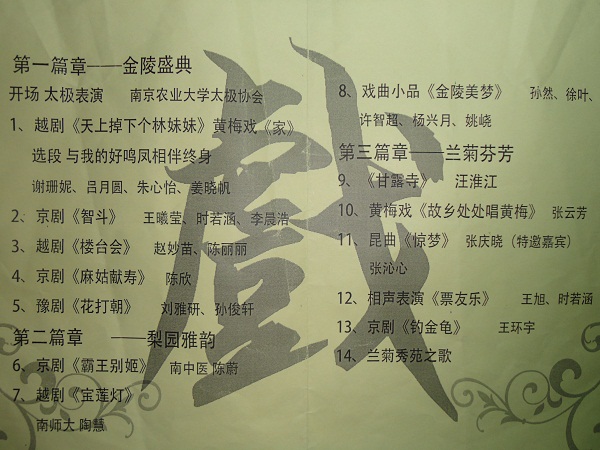 第一篇章——金陵盛典
开场 太极表演 南京农业大学太极协会
1、越剧《天上掉下个林妹妹》黄梅戏《家》
选段 与我的好鸣凤相伴终身
谢珊妮、吕月圆、朱心怡、姜晓帆
2、京剧《智斗》 王曦莹、时若涵、李晨浩
3、越剧《楼台会》 赵妙苗、陈丽丽
4、京剧《麻姑献寿》 陈欣
5、豫剧《花打朝》 刘雅研、孙俊轩
第二篇章 ——梨园雅韵
6、京剧《霸王别姬》 南中医 陈蔚
7、越剧《宝莲灯》
南师大 陶慧
8、戏曲小品《金陵美梦》 孙然、徐叶、
许智超、杨兴月、姚峣
第三篇章——兰菊芬芳
9、《甘露寺》 汪淮江
10、黄梅戏《故乡处处唱黄梅》 张云芳
11、昆曲《惊梦》 张庆晓（特邀嘉宾）
张沁心
12、相声表演《票友乐》 王旭、时若涵
13、京剧《钓金龟》 王环宇
14、兰菊秀苑之歌
戲